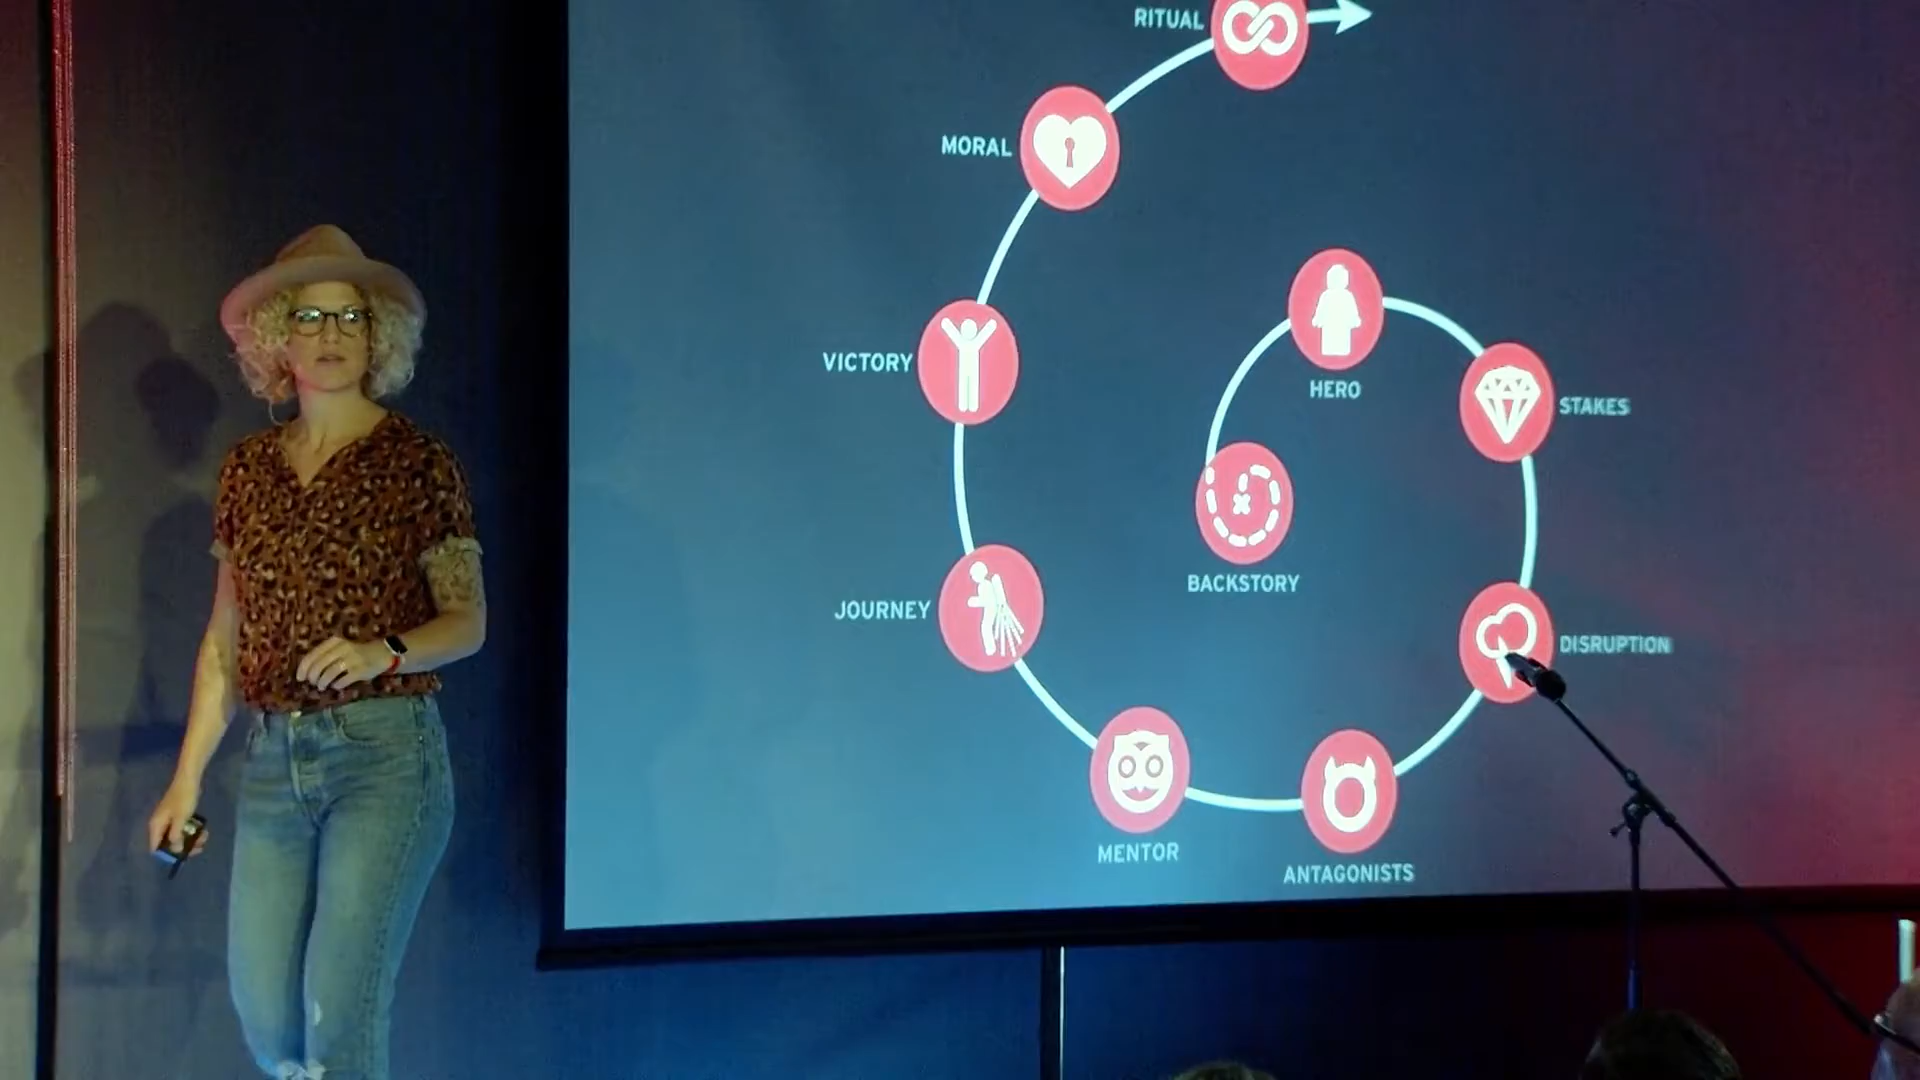 RITUAL
MORAL
VICTORY
HERO
STAKES
BACKSTORY
JOURNEY
DISRUPTION
MENTOR
ANTAGONISTS